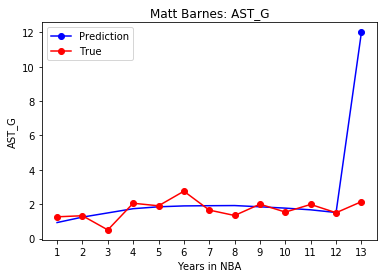 Matt Barnes: AST_G
Prediction
True
AST_G
12
10
8
6
4
2
0
1 2 3 4 5 6 7 8 9 10 11 12 13
Years in NBA